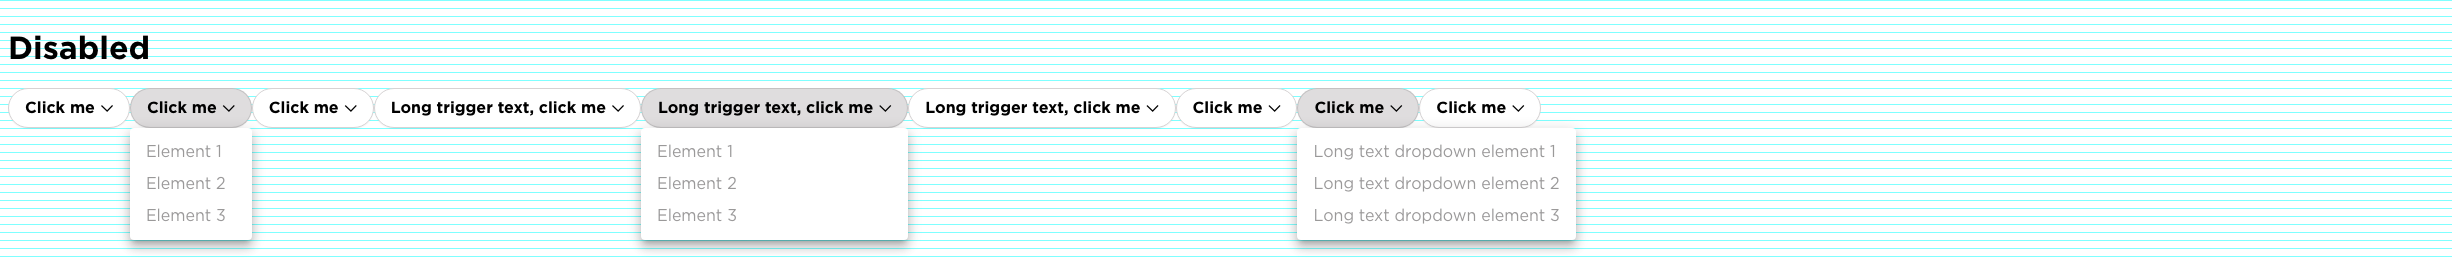 Disabled
Click me Click me Click me Long trigger text, click me Long trigger text, click me Long trigger text, click me Click me Click me Click me
Element 1
Element 2
Element 3
Element 1
Element 2
Element 3
Long text dropdown element 1
Long text dropdown element 2
Long text dropdown element 3